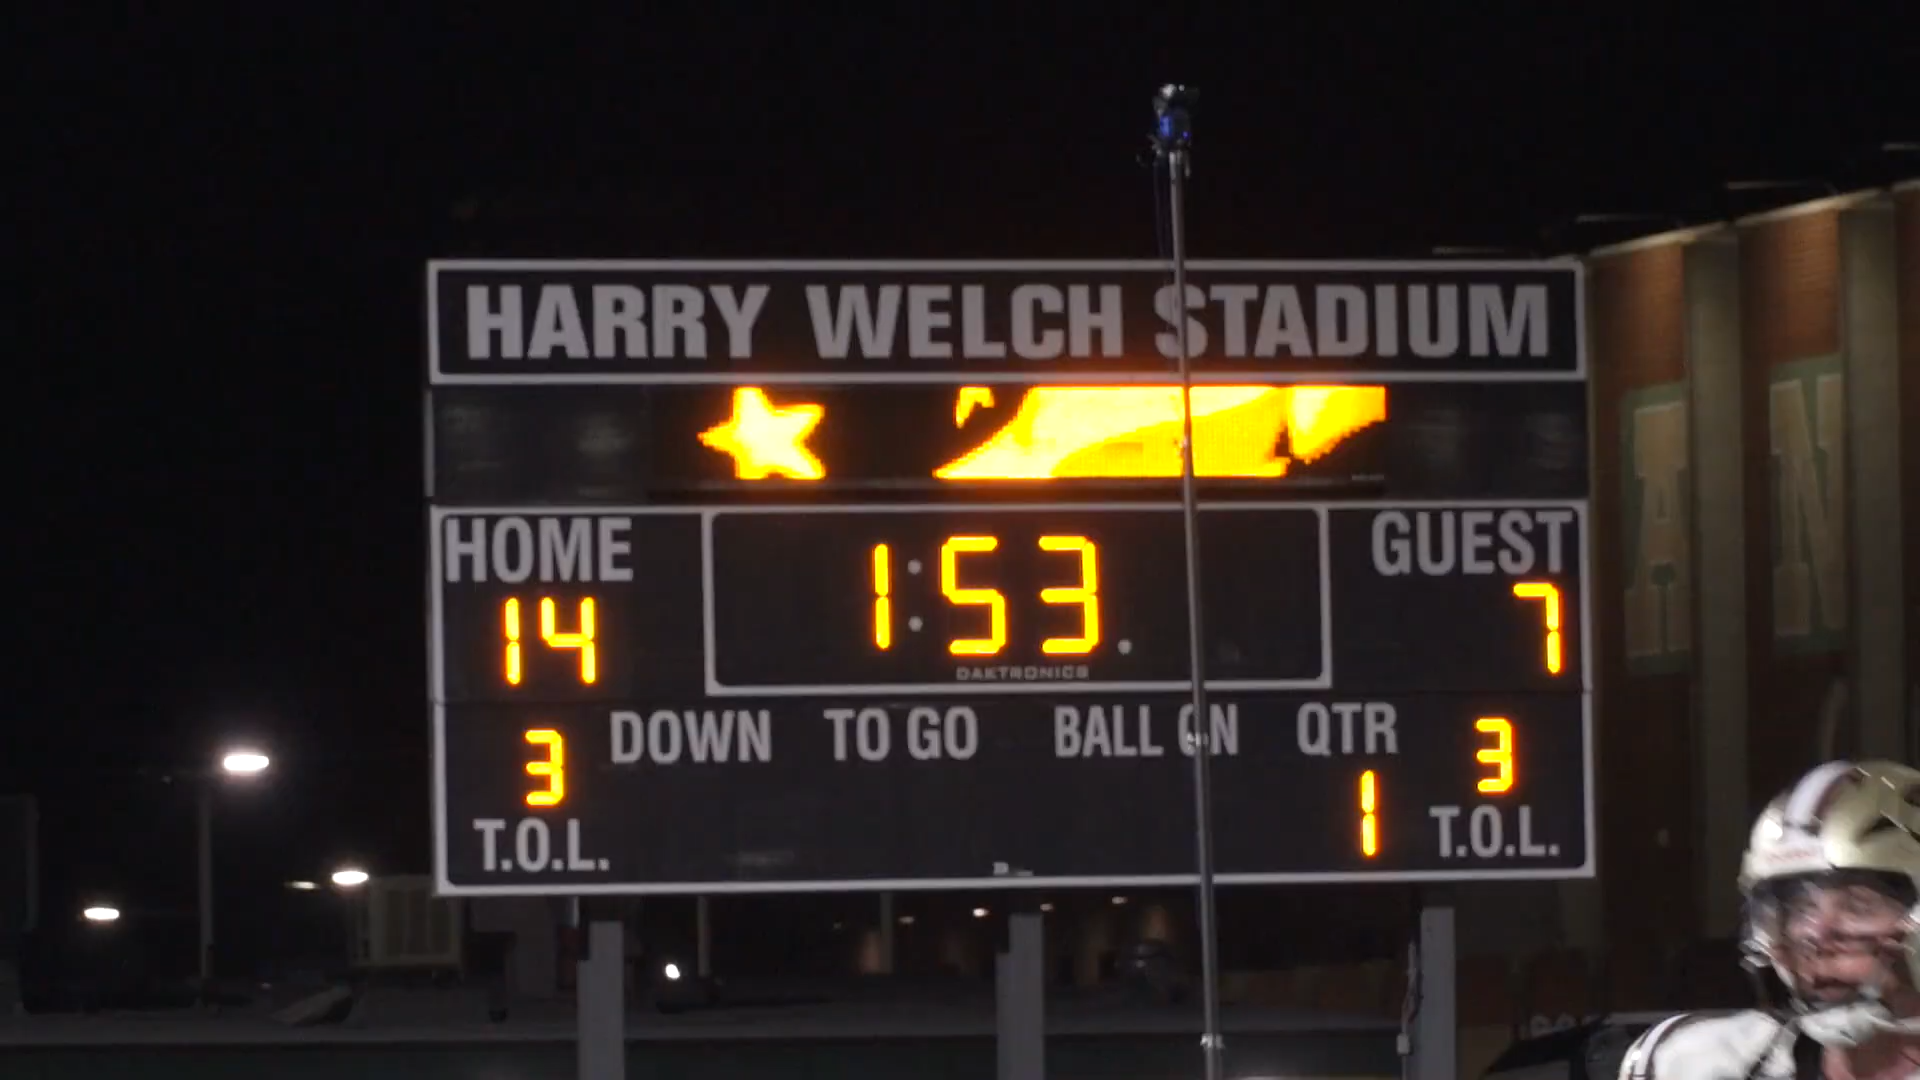 HARRY WELCH STADIUM
HOME
GUEST
1:53
14
7
DAKTRONICS
DOWN TO GO BALL ON QTR
3
3
1
T.O.L.
T.O.L.
A N